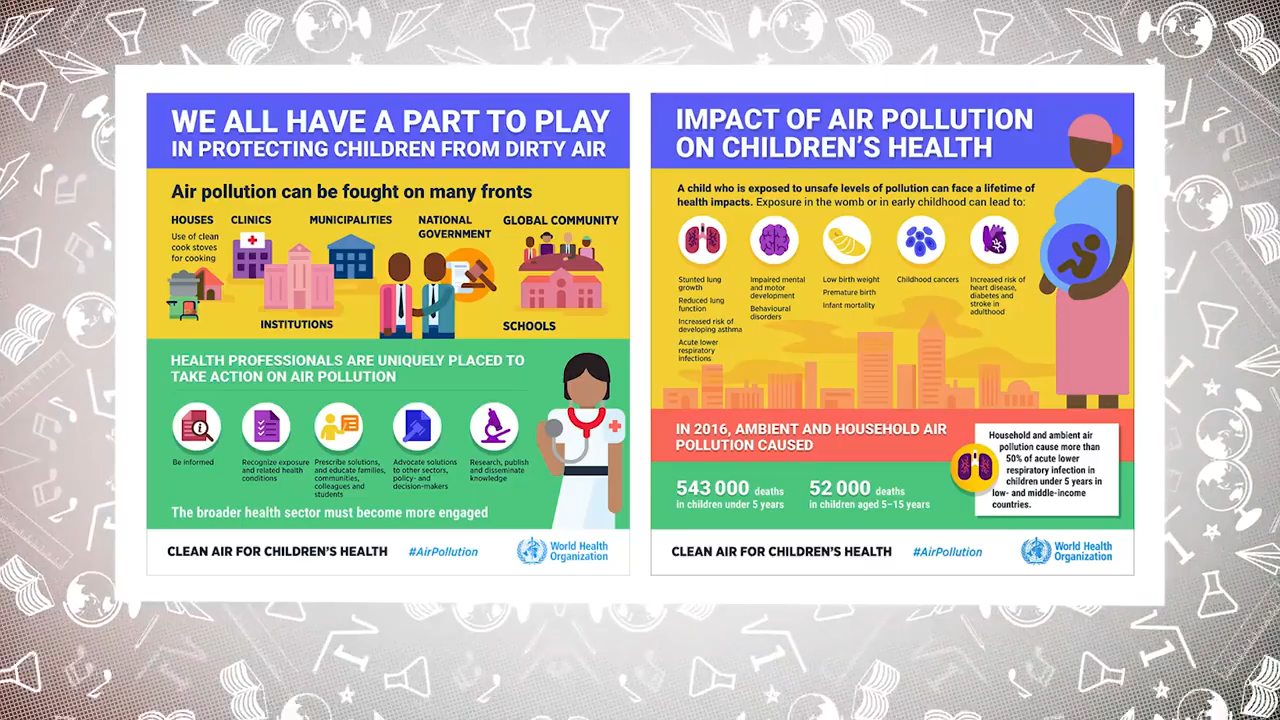 WE ALL HAVE A PART TO PLAY
IN PROTECTING CHILDREN FROM DIRTY AIR
Air pollution can be fought on many fronts
HOUSES
Use of clean
cook stoves
for cooking
CLINICS
MUNICIPALITIES
NATIONAL
GOVERNMENT
GLOBAL COMMUNITY
INSTITUTIONS
SCHOOLS
HEALTH PROFESSIONALS ARE UNIQUELY PLACED TO
TAKE ACTION ON AIR POLLUTION
Be informed
Recognize exposure
and related health
conditions
Prescribe solutions,
and educate families,
communities,
colleagues and
students
Advocate solutions
to other sectors,
policy- and
decision-makers
Research, publish
and disseminate
knowledge
The broader health sector must become more engaged
CLEAN AIR FOR CHILDREN'S HEALTH
#AirPollution
World Health
Organization
IMPACT OF AIR POLLUTION
ON CHILDREN'S HEALTH
A child who is exposed to unsafe levels of pollution can face a lifetime of
health impacts. Exposure in the womb or in early childhood can lead to:
Stunted lung
growth
Reduced lung
function
Increased risk of
developing asthma
Acute lower
respiratory
infections
Impaired mental
and motor
development
Behavioural
disorders
Low birth weight
Premature birth
Infant mortality
Childhood cancers
Increased risk of
heart disease,
diabetes and
stroke in
adulthood
IN 2016, AMBIENT AND HOUSEHOLD AIR
POLLUTION CAUSED
543 000 deaths
in children under 5 years
52 000 deaths
in children aged 5–15 years
Household and ambient air
pollution cause more than
50% of acute lower
respiratory infection in
children under 5 years in
low- and middle-income
countries.
CLEAN AIR FOR CHILDREN'S HEALTH
#AirPollution
World Health
Organization